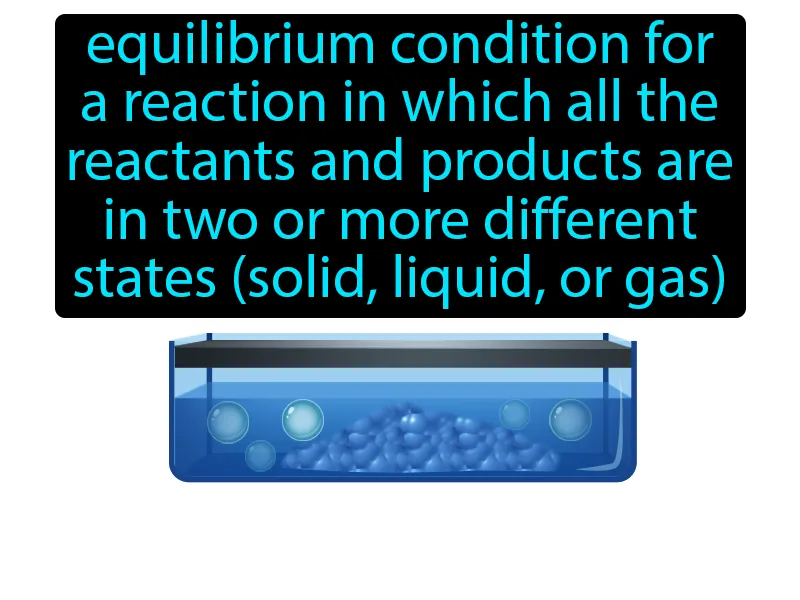 equilibrium condition for
a reaction in which all the
reactants and products are
in two or more different
states (solid, liquid, or gas)